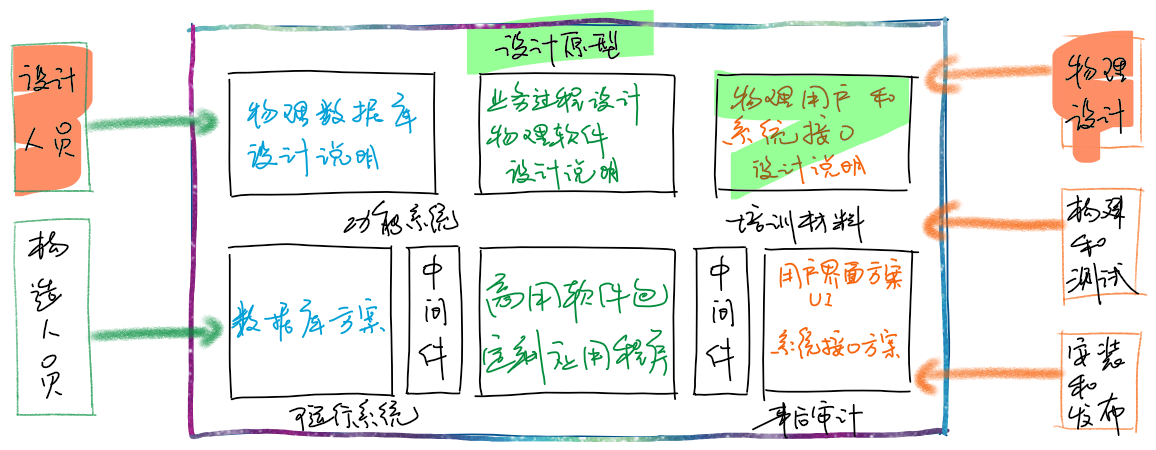 设计原型
设计
人员
物理数据库
设计说明
业务过程设计
物理软件
设计说明
物理用户和
系统接口
设计说明
物理
设计
功能系统
培训材料
构
造
人
员
数据库方案
中
间
件
商用软件包
定制应用程序
中
间
件
用户界面方案
UI
系统接口方案
构建
和
测试
可运行系统
事后审计
安装
和
发布